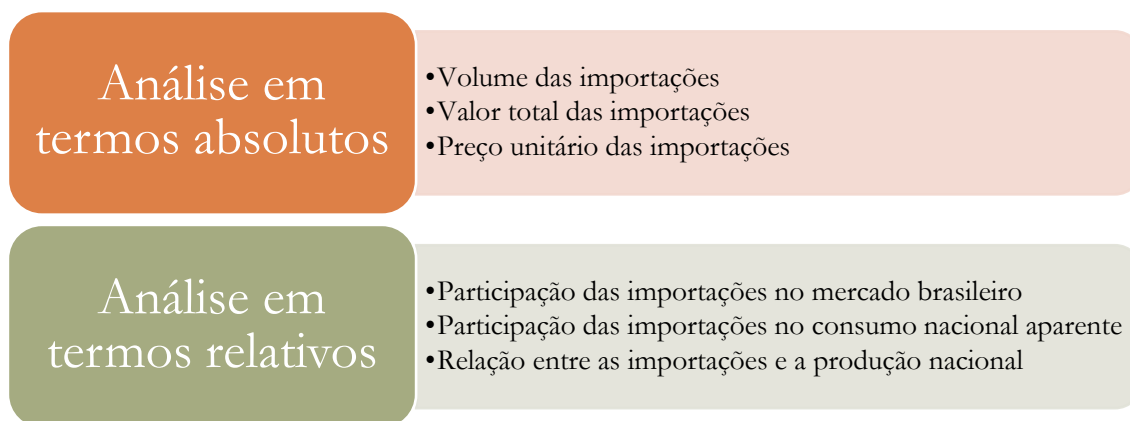 Análise em
termos absolutos
•Volume das importações
•Valor total das importações
•Preço unitário das importações
Análise em
termos relativos
•Participação das importações no mercado brasileiro
•Participação das importações no consumo nacional aparente
•Relação entre as importações e a produção nacional